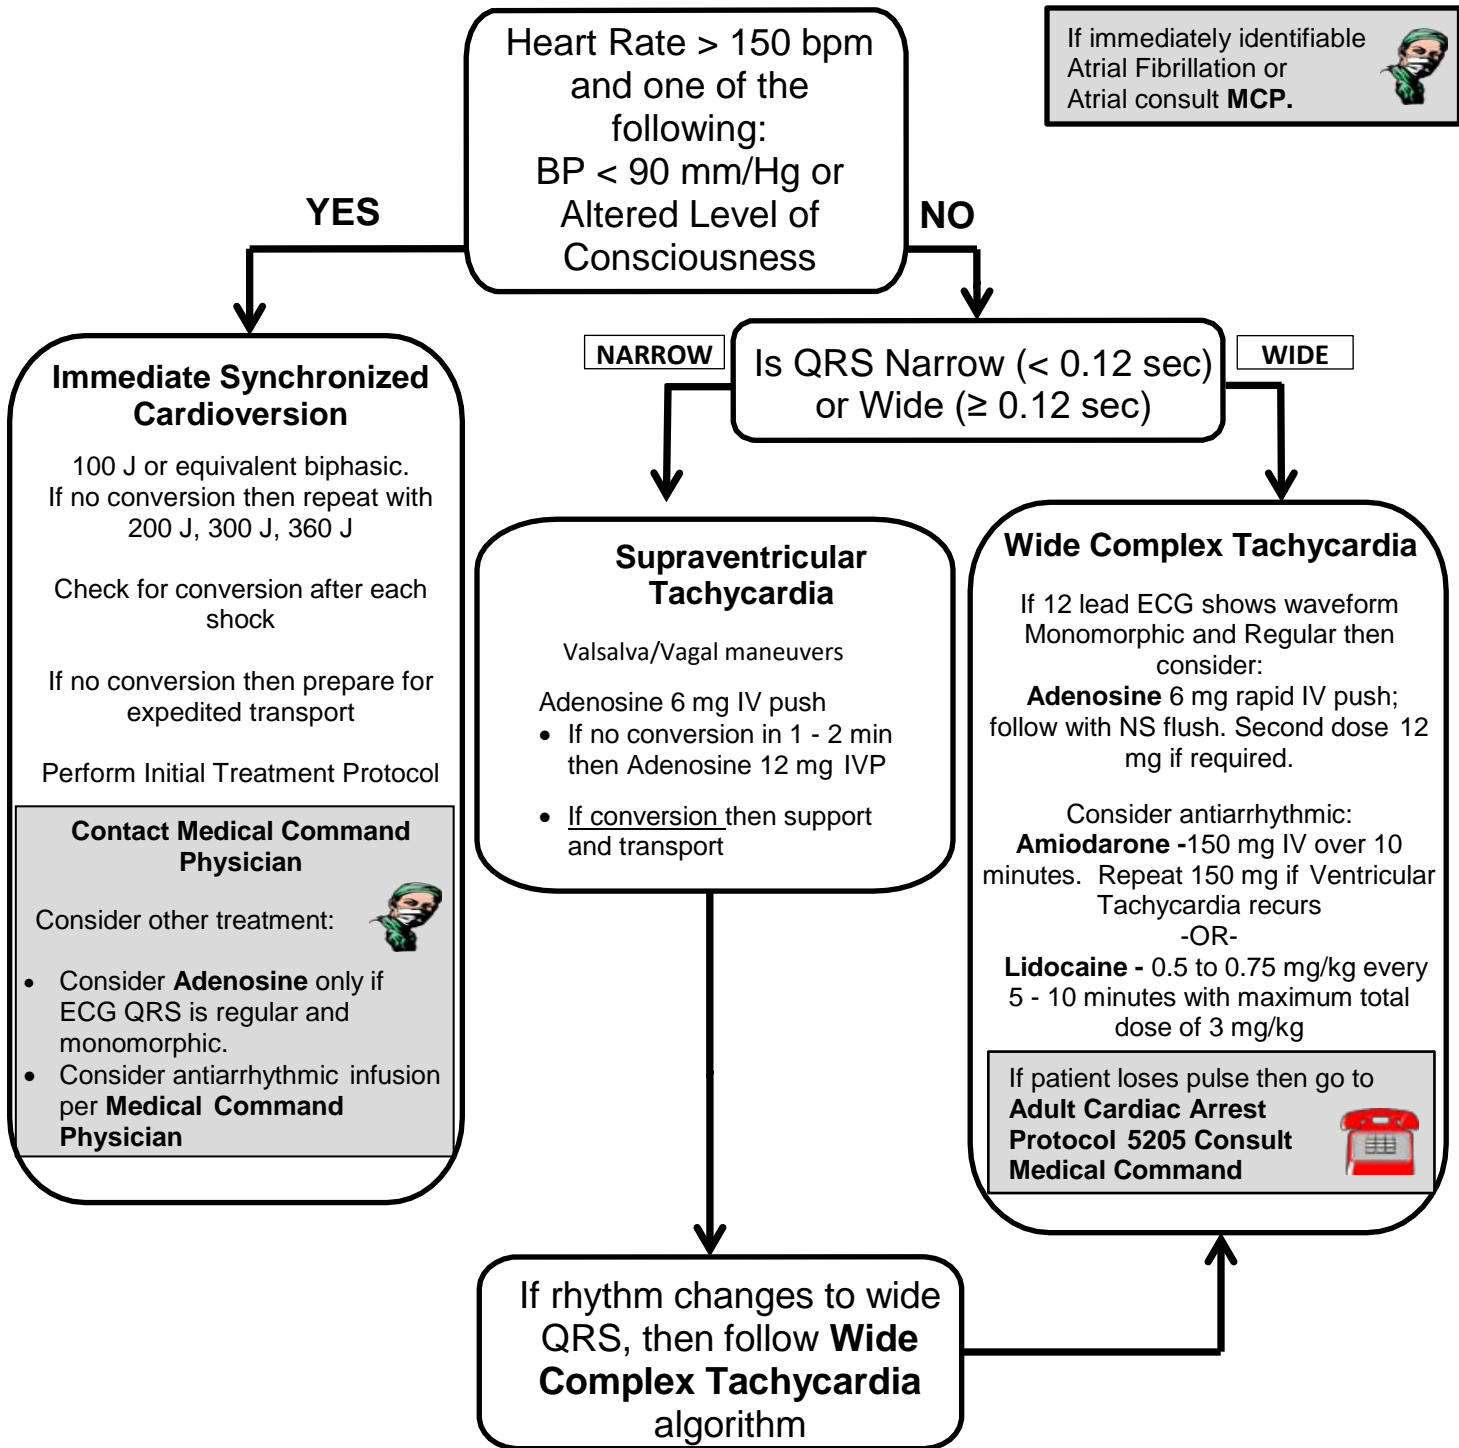 Heart Rate > 150 bpm
and one of the
following:
BP < 90 mm/Hg or
Altered Level of
Consciousness
If immediately identifiable
Atrial Fibrillation or
Atrial consult MCP.
YES
NO
Immediate Synchronized
Cardioversion
100 J or equivalent biphasic.
If no conversion then repeat with
200 J, 300 J, 360 J
Check for conversion after each
shock
If no conversion then prepare for
expedited transport
Perform Initial Treatment Protocol
Contact Medical Command
Physician
Consider other treatment:
• Consider Adenosine only if
ECG QRS is regular and
monomorphic.
• Consider antiarrhythmic infusion
per Medical Command
Physician
NARROW
Is QRS Narrow (< 0.12 sec)
or Wide (≥ 0.12 sec)
WIDE
Supraventricular
Tachycardia
Valsalva/Vagal maneuvers
Adenosine 6 mg IV push
• If no conversion in 1 - 2 min
then Adenosine 12 mg IVP
• If conversion then support
and transport
Wide Complex Tachycardia
If 12 lead ECG shows waveform
Monomorphic and Regular then
consider:
Adenosine 6 mg rapid IV push;
follow with NS flush. Second dose 12
mg if required.
Consider antiarrhythmic:
Amiodarone -150 mg IV over 10
minutes. Repeat 150 mg if Ventricular
Tachycardia recurs
-OR-
Lidocaine - 0.5 to 0.75 mg/kg every
5 - 10 minutes with maximum total
dose of 3 mg/kg
If patient loses pulse then go to
Adult Cardiac Arrest
Protocol 5205 Consult
Medical Command
If rhythm changes to wide
QRS, then follow Wide
Complex Tachycardia
algorithm